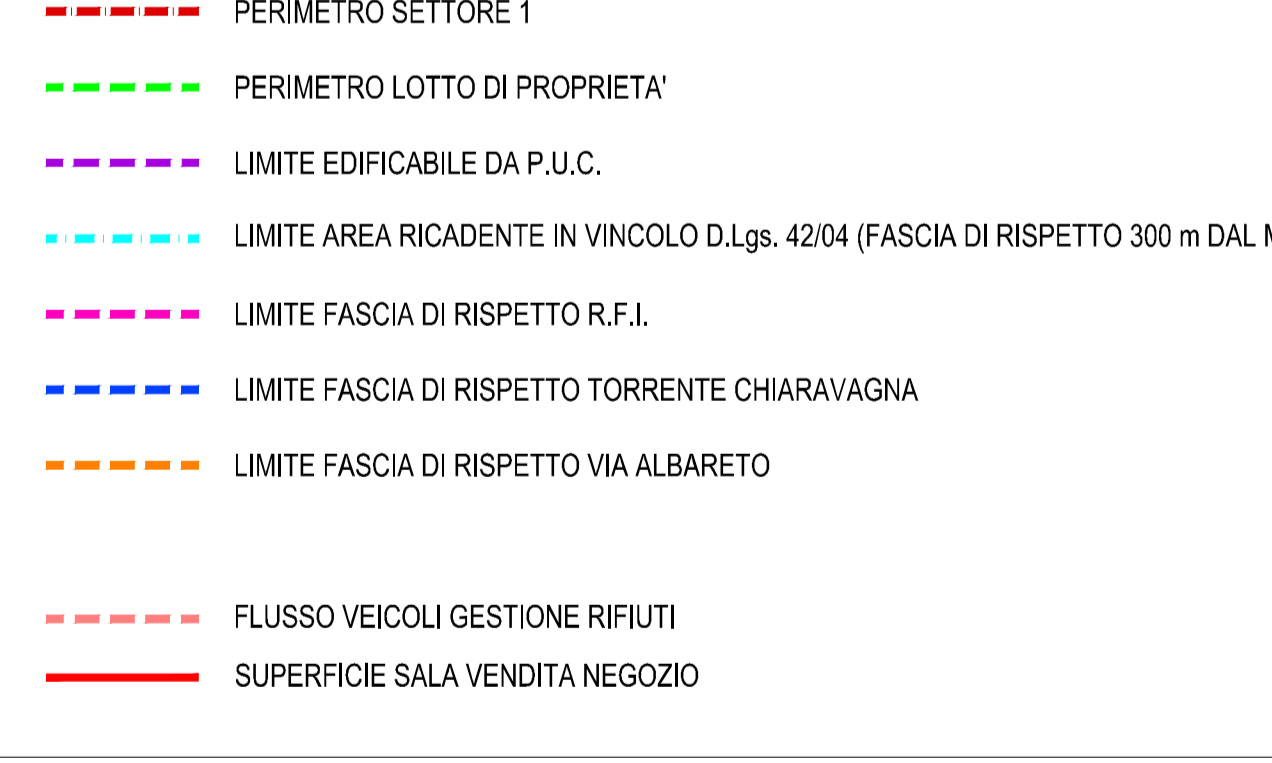 PERIMETRO SETTORE 1
PERIMETRO LOTTO DI PROPRIETA'
LIMITE EDIFICABILE DA P.U.C.
LIMITE AREA RICADENTE IN VINCOLO D.Lgs. 42/04 (FASCIA DI RISPETTO 300 m DAL
LIMITE FASCIA DI RISPETTO R.F.I.
LIMITE FASCIA DI RISPETTO TORRENTE CHIARAVAGNA
LIMITE FASCIA DI RISPETTO VIA ALBARETO
FLUSSO VEICOLI GESTIONE RIFIUTI
SUPERFICIE SALA VENDITA NEGOZIO